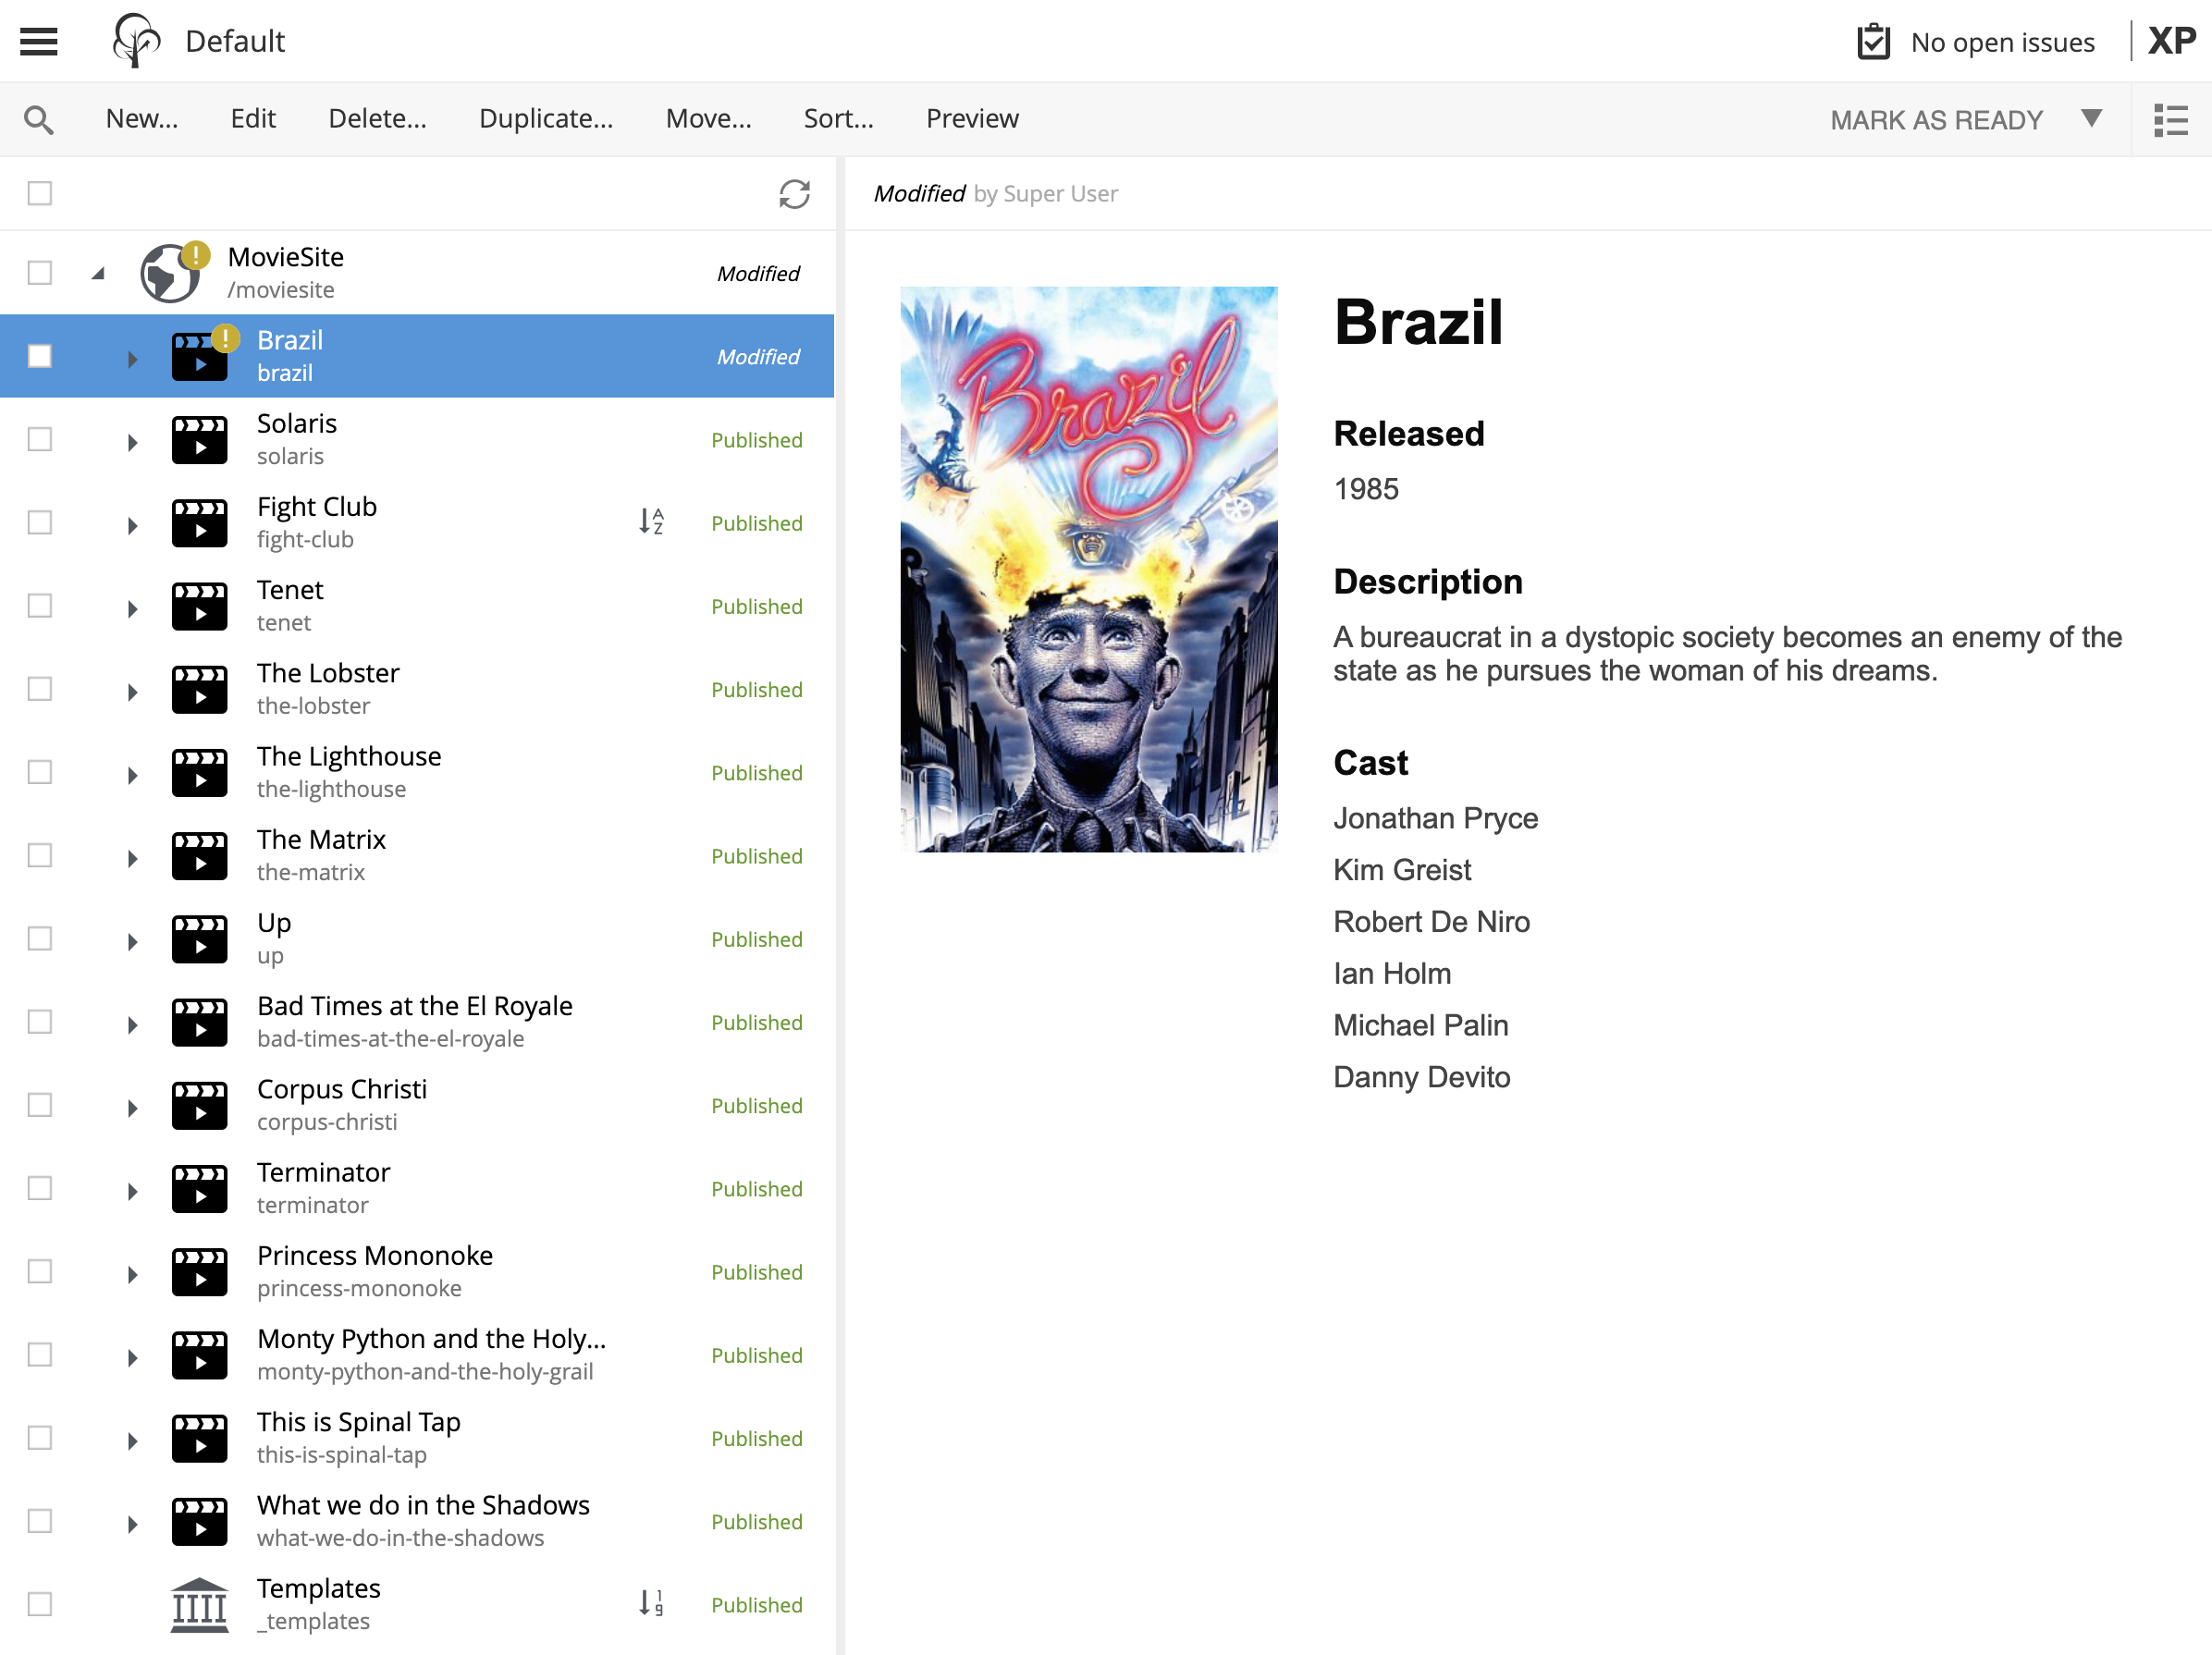 Default
No open issues
XP
New...
Edit
Delete...
Duplicate...
Move...
Sort...
Preview
MARK AS READY
Modified by Super User
MovieSite
/moviesite
Modified
Brazil
brazil
Modified
Solaris
solaris
Published
Fight Club
fight-club
A
Z
Published
Tenet
tenet
Published
The Lobster
the-lobster
Published
The Lighthouse
the-lighthouse
Published
The Matrix
the-matrix
Published
Up
up
Published
Bad Times at the El Royale
bad-times-at-the-el-royale
Published
Corpus Christi
corpus-christi
Published
Terminator
terminator
Published
Princess Mononoke
princess-mononoke
Published
Monty Python and the Holy...
monty-python-and-the-holy-grail
Published
This is Spinal Tap
this-is-spinal-tap
Published
What we do in the Shadows
what-we-do-in-the-shadows
Published
Templates
_templates
1
9
Published
Brazil
Brazil
Released
1985
Description
A bureaucrat in a dystopic society becomes an enemy of the
state as he pursues the woman of his dreams.
Cast
Jonathan Pryce
Kim Greist
Robert De Niro
Ian Holm
Michael Palin
Danny Devito